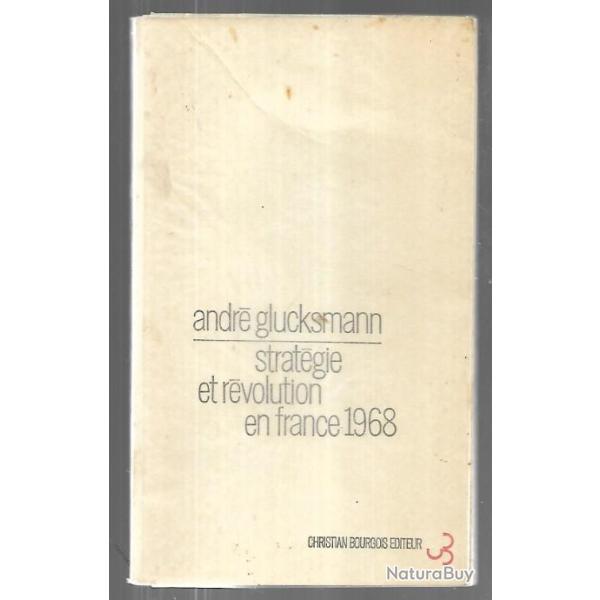 andré glucksmann
stratégie
et révolution
en france 1968
CHRISTIAN BOURGOIS EDITEUR
NaturaBuy